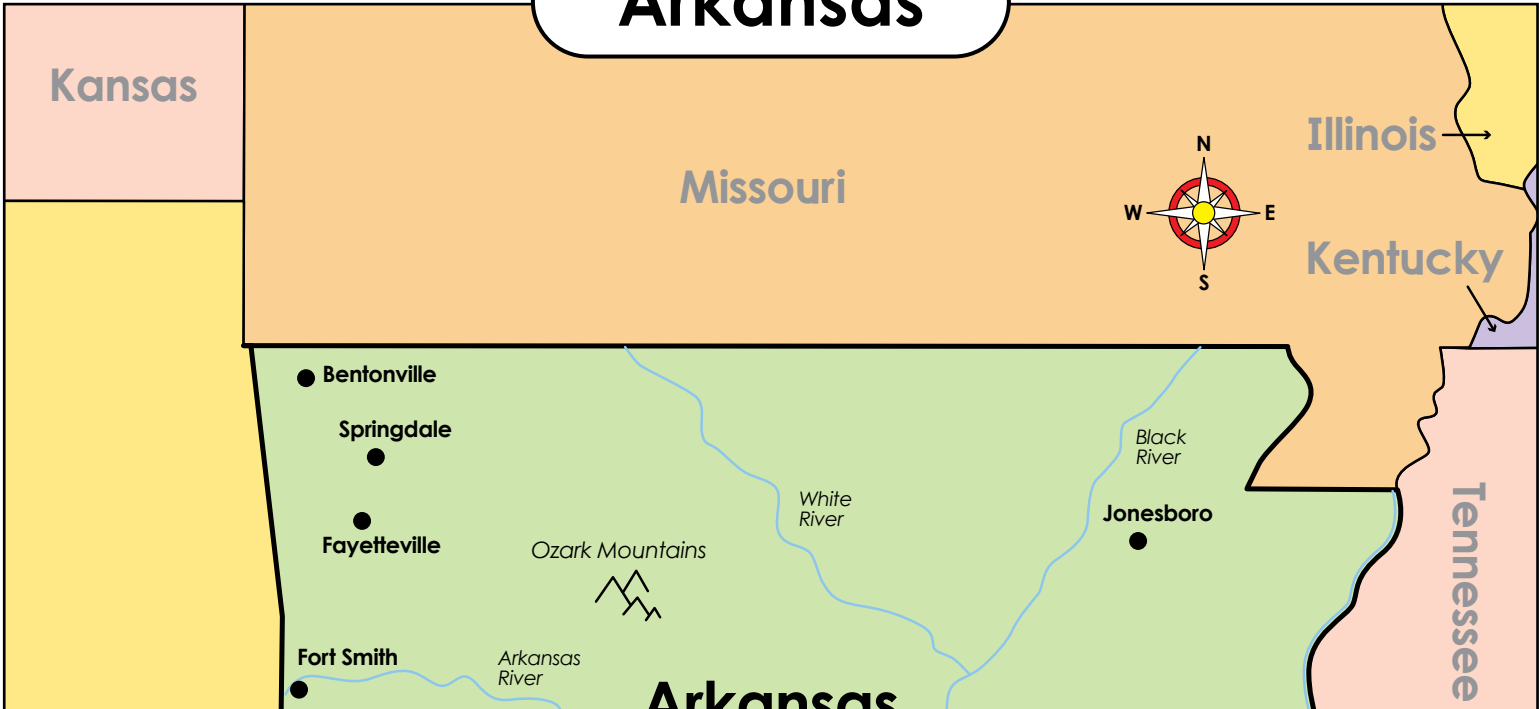 Arkansas
Kansas
Missouri
Illinois
Kentucky
N
W
E
S
Bentonville
Springdale
Fayetteville
Ozark Mountains
White
River
Black
River
Jonesboro
Tennessee
Fort Smith
Arkansas
River
Arkansas